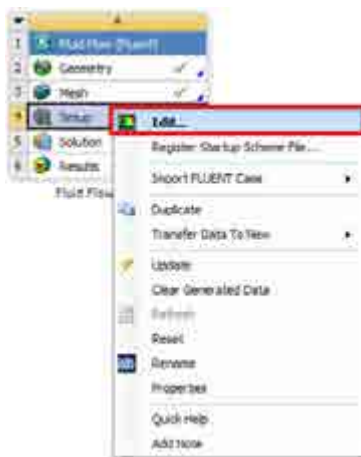 A
1 Fluid Flow (Fluent)
2 Geometry
3 Mesh
4 Setup
5 Solution
6 Results
Fluid Flow
Edit...
Register Startup Scheme File...
Import FLUENT Case
Duplicate
Transfer Data To New
Update
Clear Generated Data
Refresh
Reset
Rename
Properties
Quick Help
Add Note